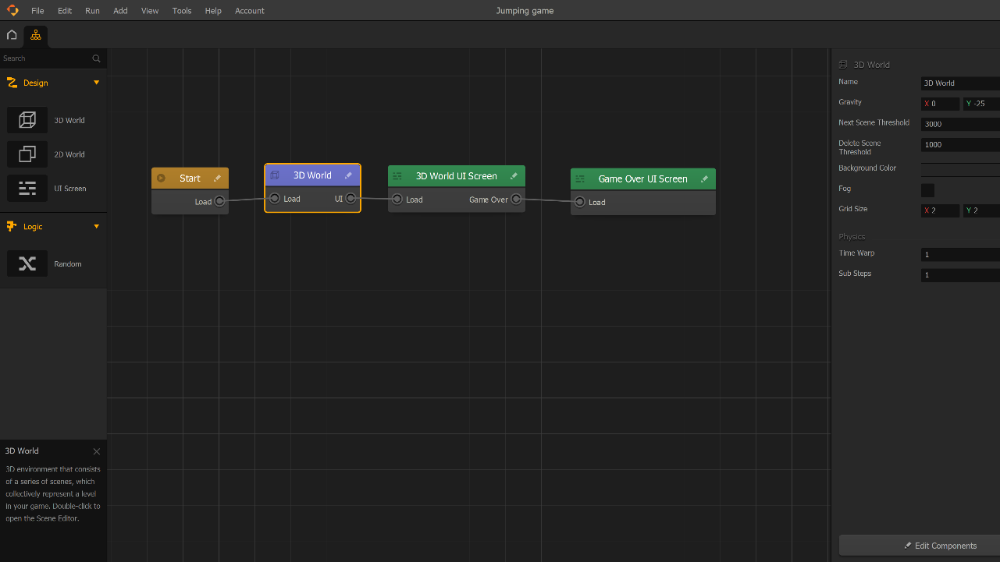 File Edit Run Add View Tools Help Account Jumping game
Search
Design
3D World
2D World
UI Screen
Logic
Random
3D World
3D environment that consists
of a series of scenes, which
collectively represent a level
in your game. Double-click to
open the Scene Editor.
Start
Load
3D World
Load UI
3D World UI Screen
Load Game Over
Game Over UI Screen
Load
3D World
Name 3D World
Gravity X 0 Y -25
Next Scene Threshold 3000
Delete Scene
Threshold 1000
Background Color
Fog
Grid Size X 2 Y 2
Physics
Time Warp 1
Sub Steps 1
Edit Components